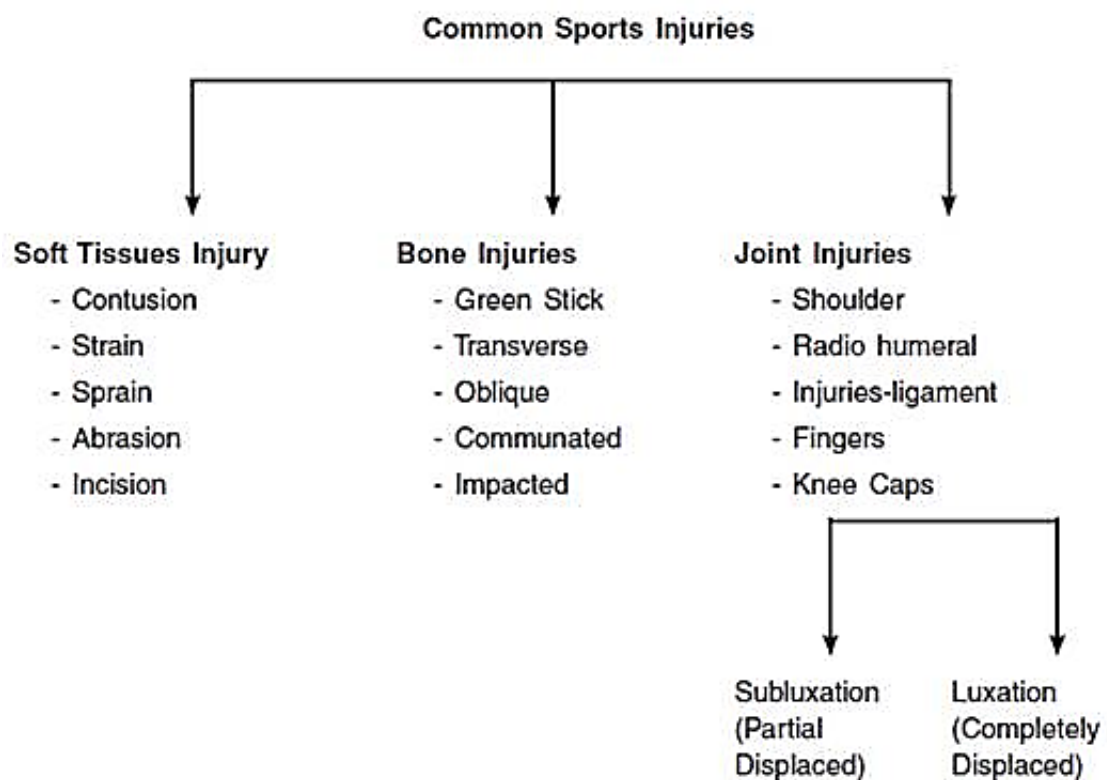 Common Sports Injuries
Soft Tissues Injury
- Contusion
- Strain
- Sprain
- Abrasion
- Incision
Bone Injuries
- Green Stick
- Transverse
- Oblique
- Communated
- Impacted
Joint Injuries
- Shoulder
- Radio humeral
- Injuries-ligament
- Fingers
- Knee Caps
Subluxation
(Partial
Displaced)
Luxation
(Completely
Displaced)